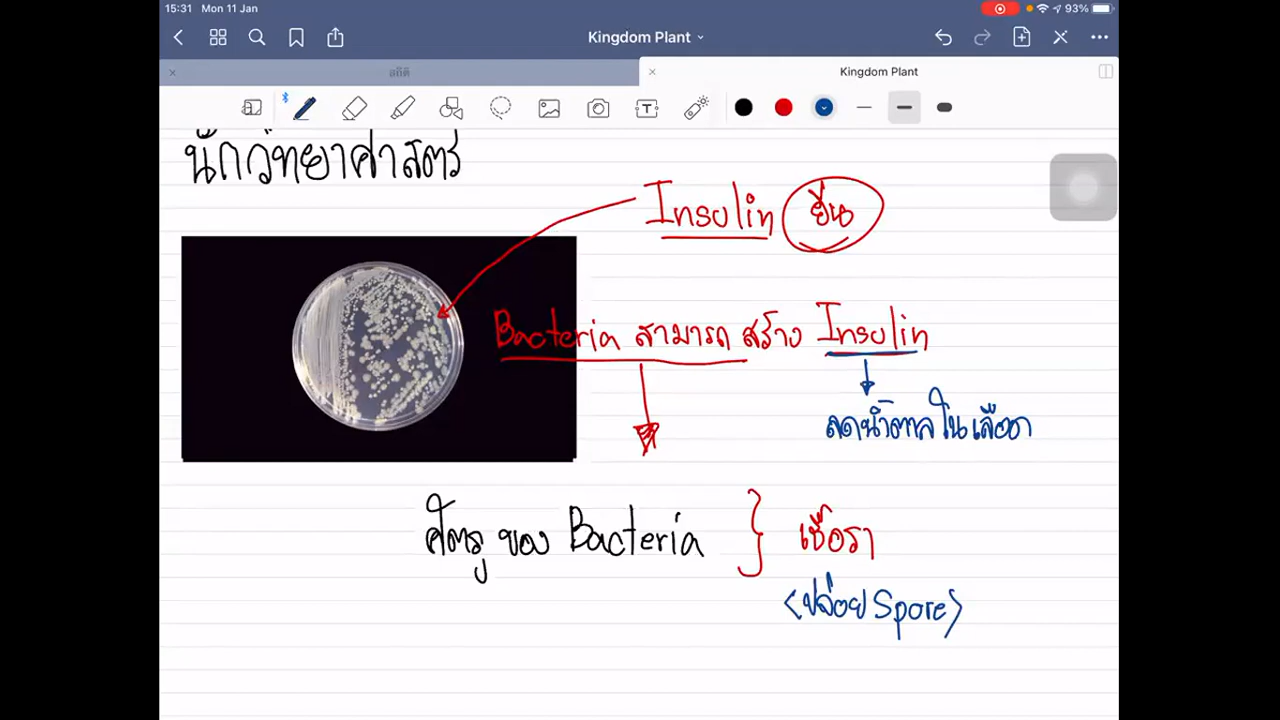 15:31 Mon 11 Jan
93%
Kingdom Plant
สถิติ
Kingdom Plant
นักวิทยาศาสตร์
Insulin ยีน
Bacteria สามารถ สร้าง Insulin
ลดน้ำตาลในเลือด
ศัตรู ของ Bacteria } เชื้อรา
<ปล่อย Spore>